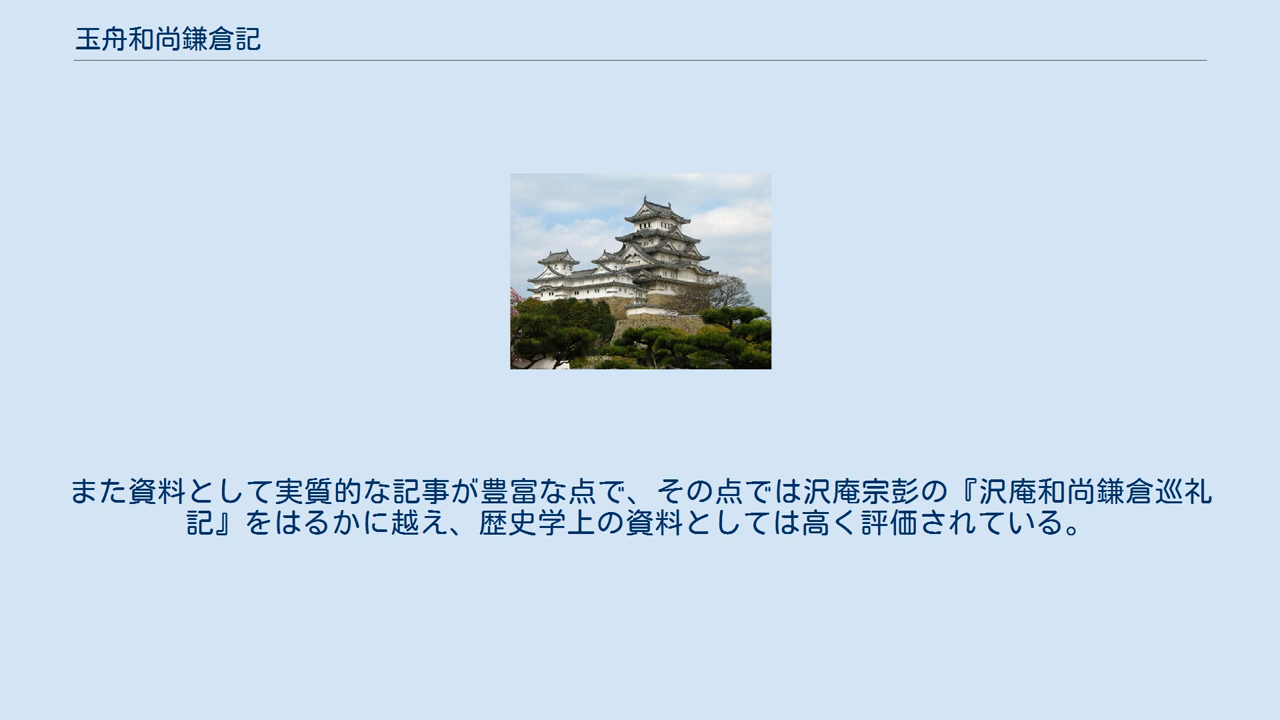 玉舟和尚鎌倉記
また資料として実質的な記事が豊富な点で、その点では沢庵宗彭の『沢庵和尚鎌倉巡礼
記』をはるかに越え、歴史学上の資料としては高く評価されている。